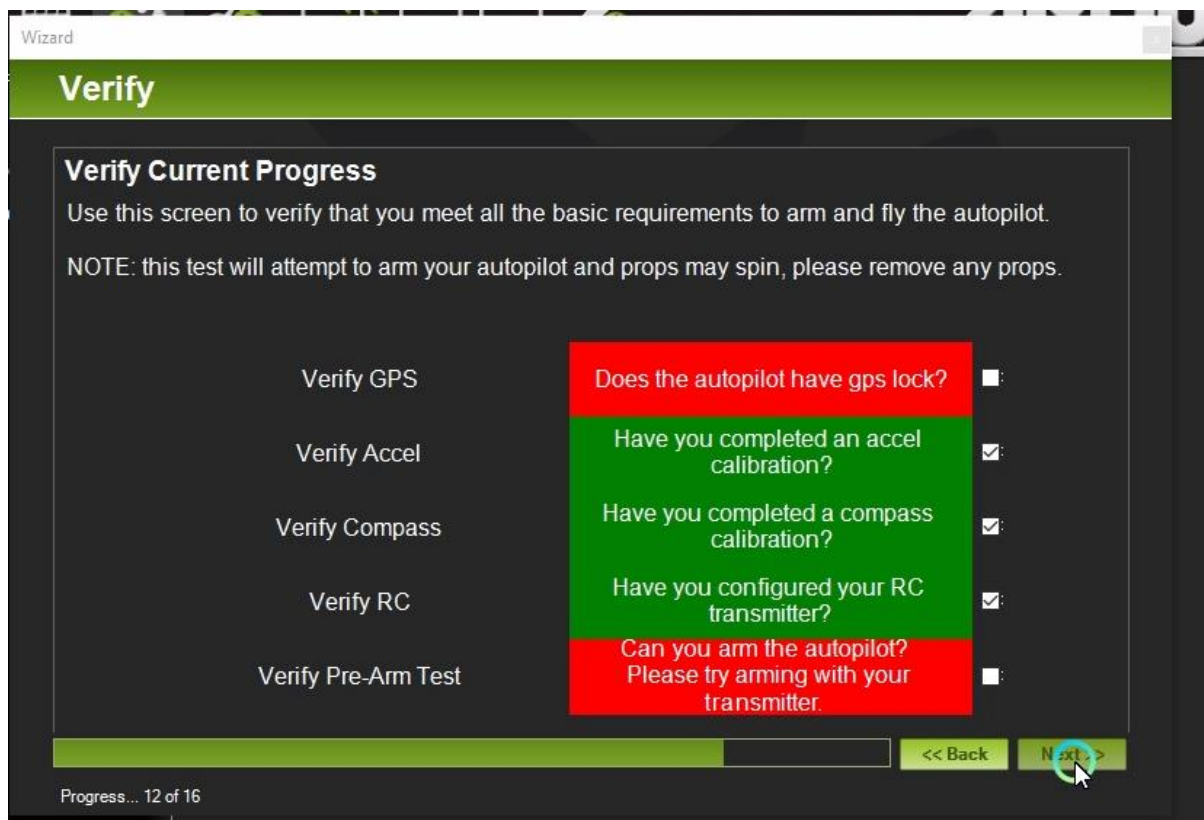 Wizard
Verify
Verify Current Progress
Use this screen to verify that you meet all the basic requirements to arm and fly the autopilot.
NOTE: this test will attempt to arm your autopilot and props may spin, please remove any props.
Verify GPS
Does the autopilot have gps lock?
Verify Accel
Have you completed an accel
calibration?
Verify Compass
Have you completed a compass
calibration?
Verify RC
Have you configured your RC
transmitter?
Verify Pre-Arm Test
Can you arm the autopilot?
Please try arming with your
transmitter.
<< Back
Next >>
Progress... 12 of 16